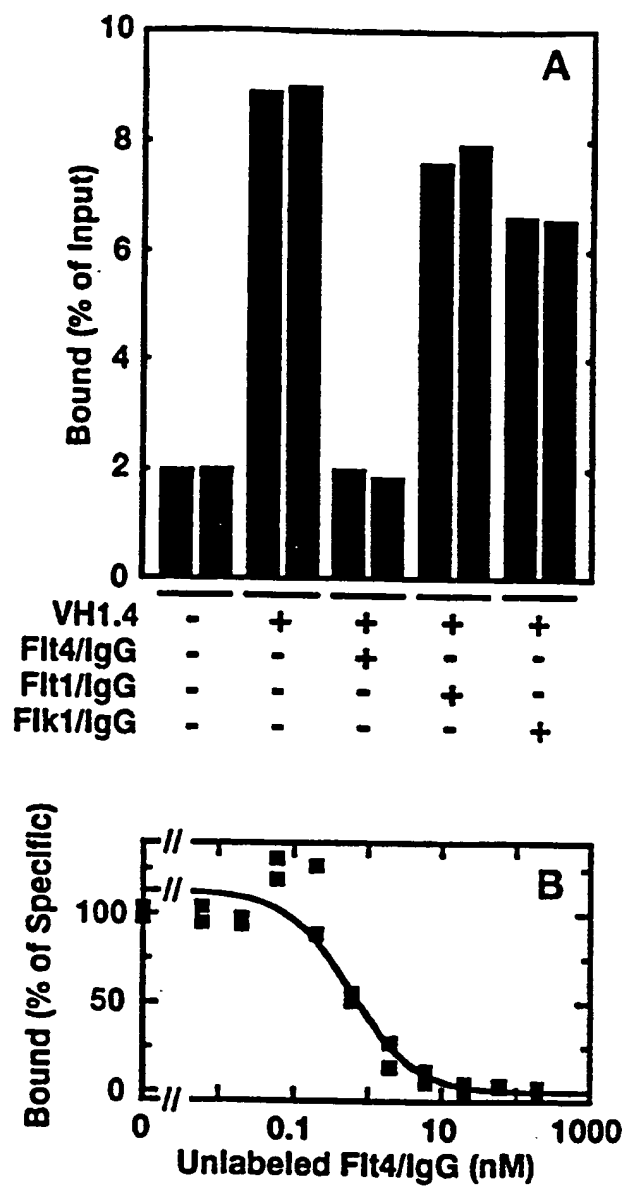 10
A
8
6
4
2
0
Bound (% of Input)
VH1.4 - + + + +
Flt4/IgG - - + - -
Flt1/IgG - - - + -
Flk1/IgG - - - - +
B
100
50
0
Bound (% of Specific)
0 0.1 10 1000
Unlabeled Flt4/IgG (nM)